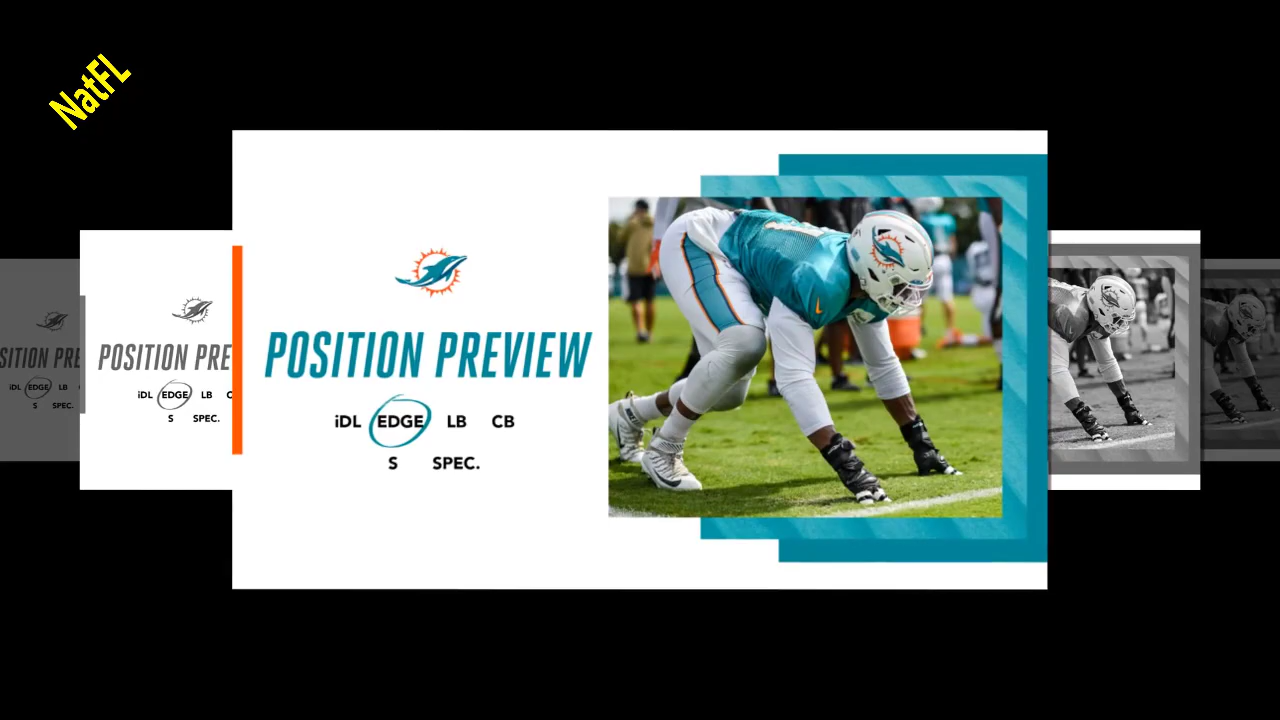 NatFL
POSITION PREVIEW
iDL EDGE LB CB
S SPEC.
SITION PRE
iDL EDGE LB
S SPEC.
POSITION PRE
iDL EDGE LB C
S SPEC.